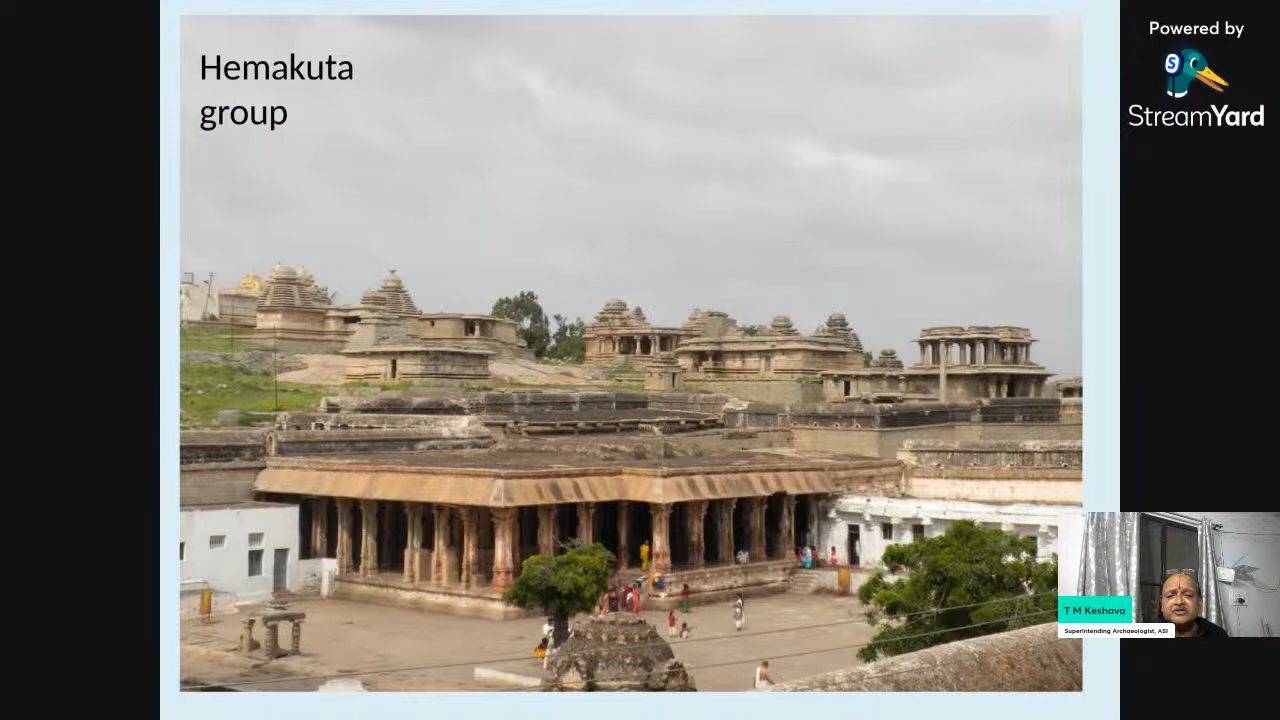 Hemakuta
group
Powered by
StreamYard
T M Keshava
Superintending Archaeologist, ASI